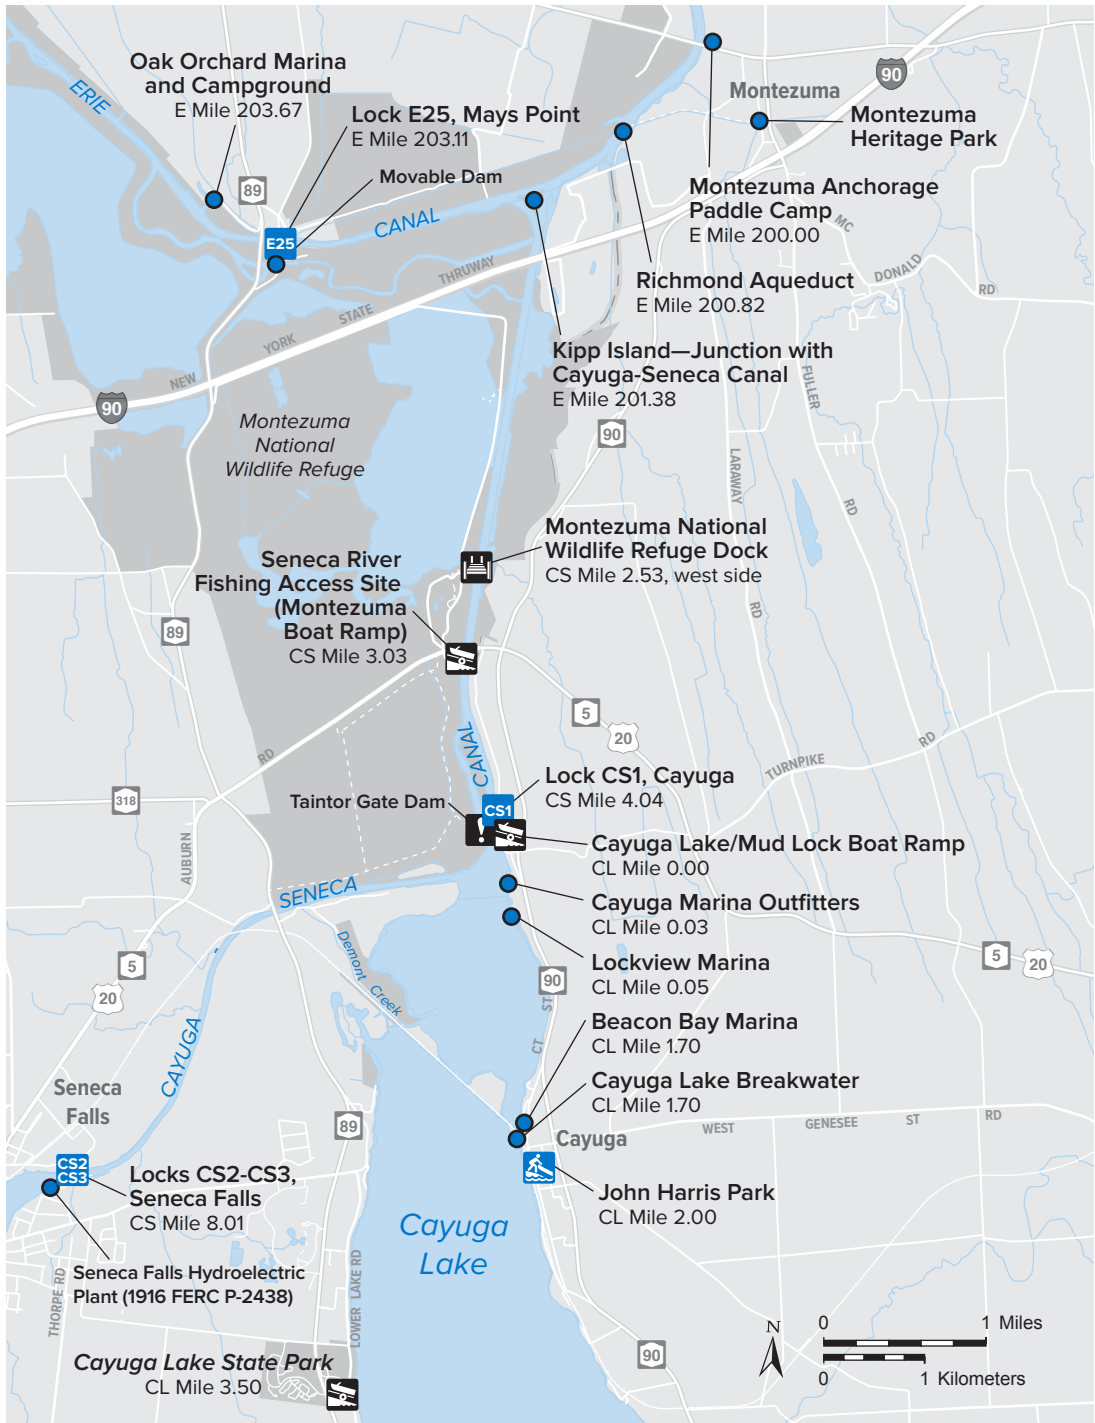 Oak Orchard Marina
and Campground
E Mile 203.67
ERIE
Lock E25, Mays Point
E Mile 203.11
Movable Dam
89
E25
CANAL
90
Montezuma
Montezuma
Heritage Park
Montezuma Anchorage
Paddle Camp
E Mile 200.00
MC
DONALD
RD
Richmond Aqueduct
E Mile 200.82
NEW
YORK
STATE
THRUWAY
90
Kipp Island—Junction with
Cayuga-Seneca Canal
E Mile 201.38
FULLER
RD
Montezuma
National
Wildlife Refuge
90
LARAWAY
RD
Montezuma National
Wildlife Refuge Dock
CS Mile 2.53, west side
Seneca River
Fishing Access Site
(Montezuma
Boat Ramp)
CS Mile 3.03
89
5
20
RD
CANAL
TURNPIKE
RD
318
AUBURN
Taintor Gate Dam
CS1
Lock CS1, Cayuga
CS Mile 4.04
Cayuga Lake/Mud Lock Boat Ramp
CL Mile 0.00
SENECA
Cayuga Marina Outfitters
CL Mile 0.03
Demont Creek
5
20
Lockview Marina
CL Mile 0.05
5
20
90
ST
CT
CAYUGA
Beacon Bay Marina
CL Mile 1.70
Cayuga Lake Breakwater
CL Mile 1.70
Seneca
Falls
89
WEST
GENESEE
ST
RD
Cayuga
CS2
CS3
Locks CS2-CS3,
Seneca Falls
CS Mile 8.01
John Harris Park
CL Mile 2.00
Cayuga
Lake
Seneca Falls Hydroelectric
Plant (1916 FERC P-2438)
THORPE RD
LOWER LAKE RD
Cayuga Lake State Park
CL Mile 3.50
90
N
0
1 Miles
0
1 Kilometers